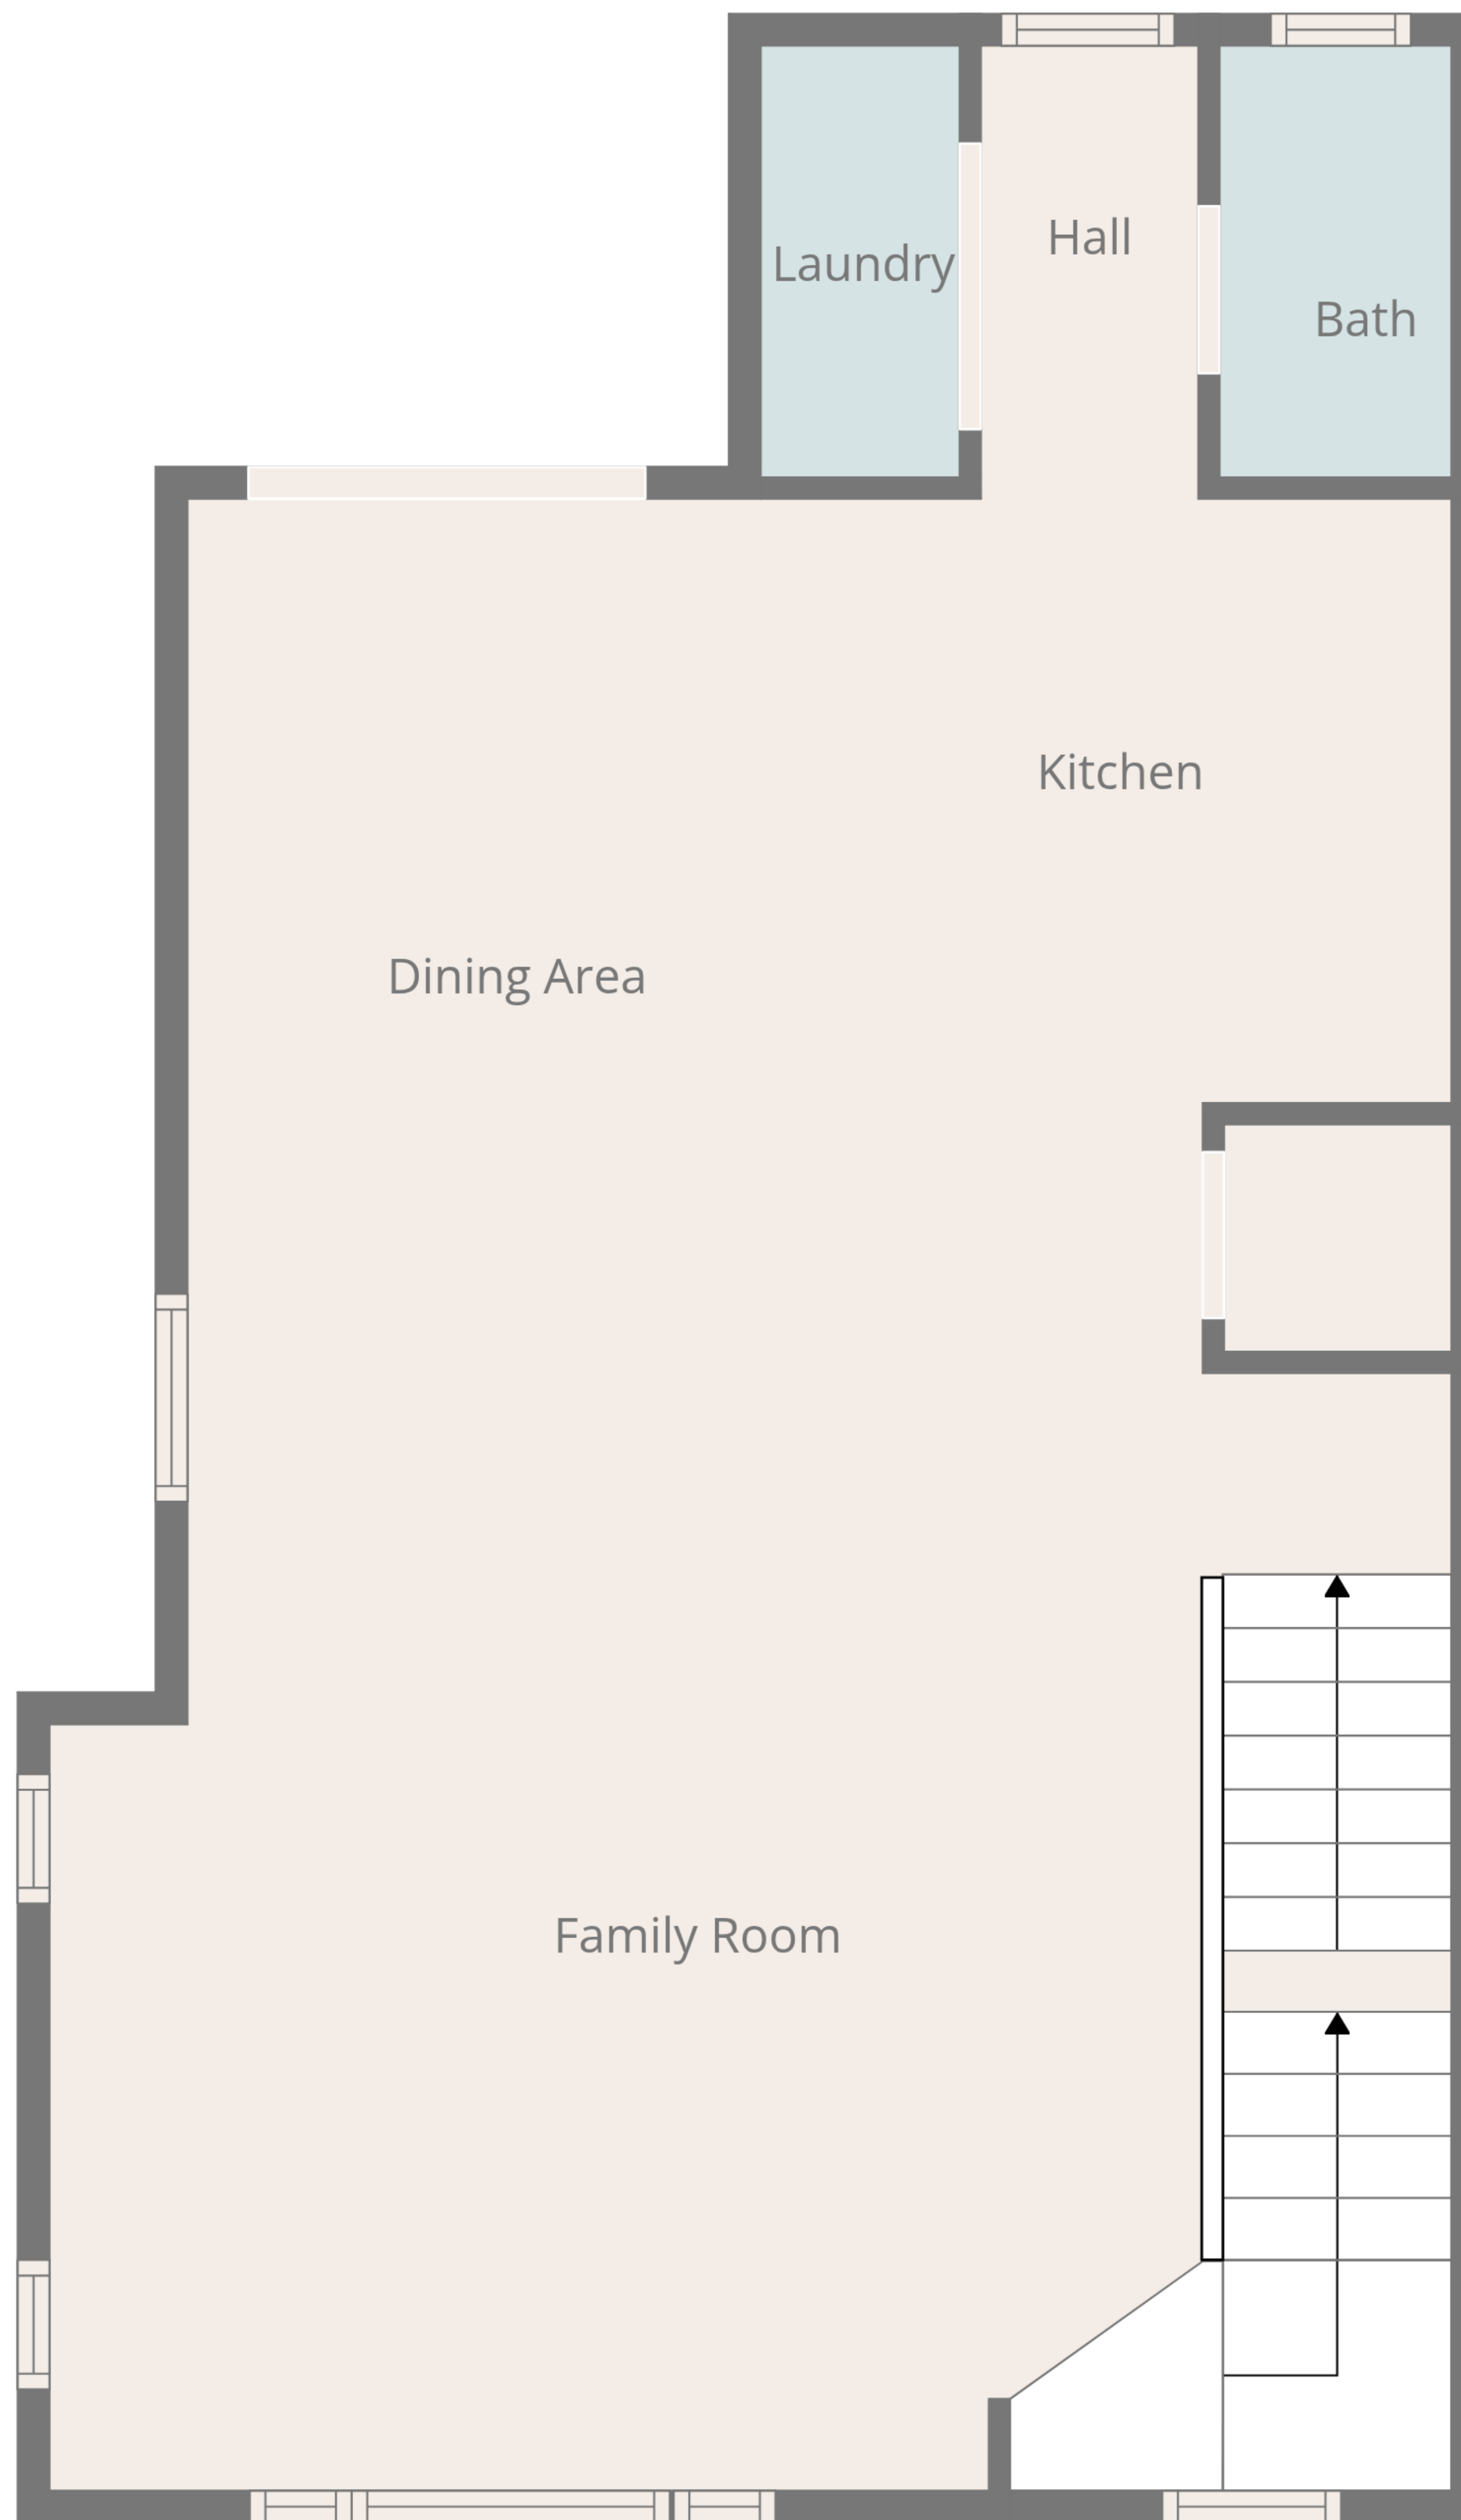 Hall
Laundry
Bath
Kitchen
Dining Area
Family Room